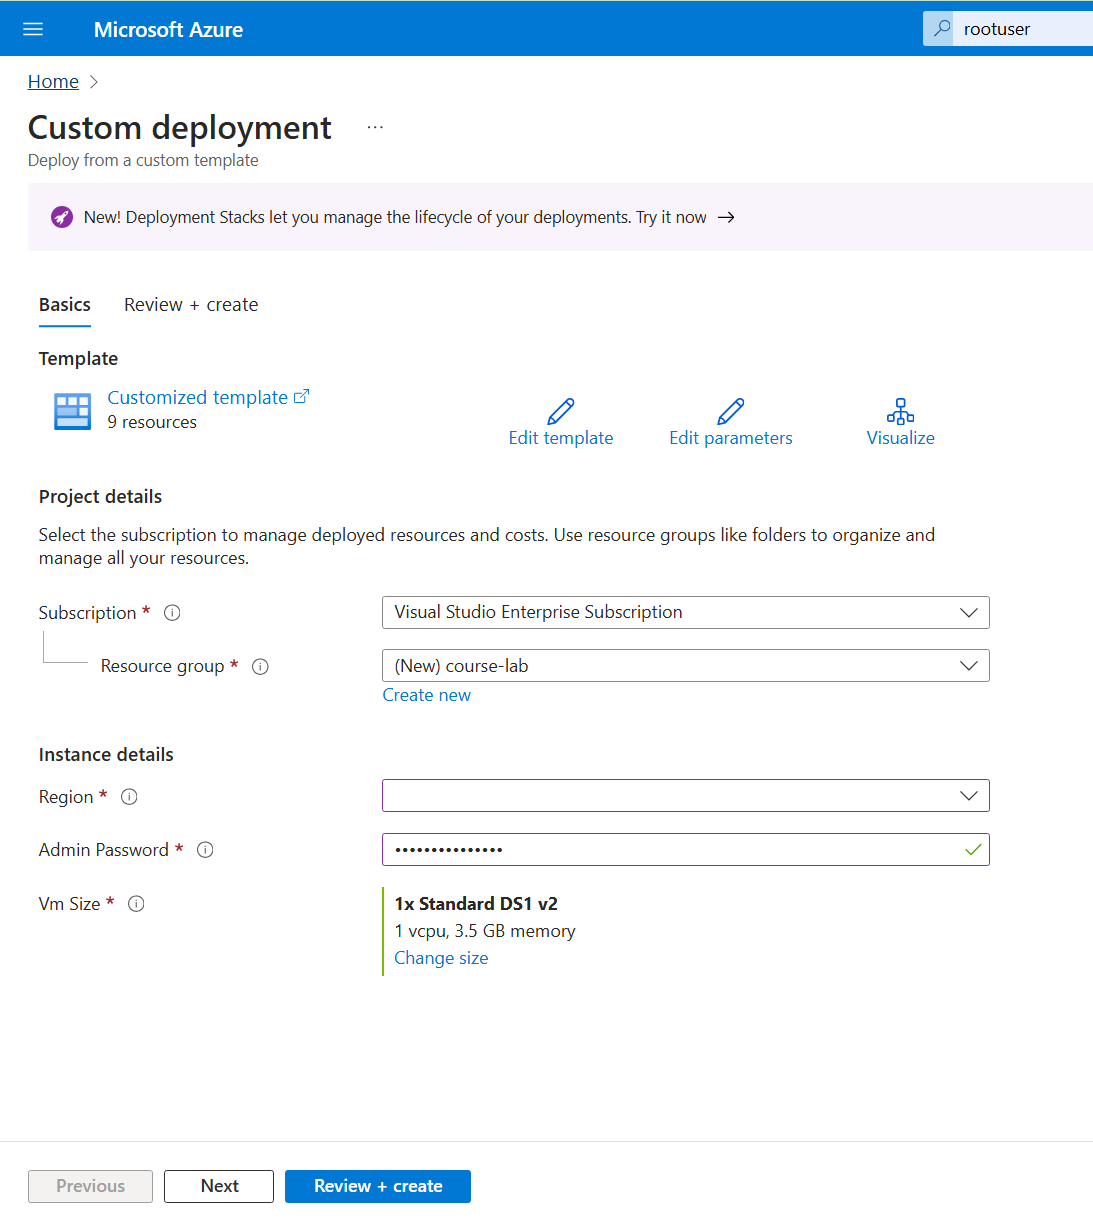 Microsoft Azure
rootuser
Home
Custom deployment
...
Deploy from a custom template
New! Deployment Stacks let you manage the lifecycle of your deployments. Try it now →
Basics
Review + create
Template
Customized template
9 resources
Edit template
Edit parameters
Visualize
Project details
Select the subscription to manage deployed resources and costs. Use resource groups like folders to organize and
manage all your resources.
Subscription *
Visual Studio Enterprise Subscription
Resource group *
(New) course-lab
Create new
Instance details
Region *
Admin Password *
•••••••••••••••
Vm Size *
1x Standard DS1 v2
1 vcpu, 3.5 GB memory
Change size
Previous
Next
Review + create